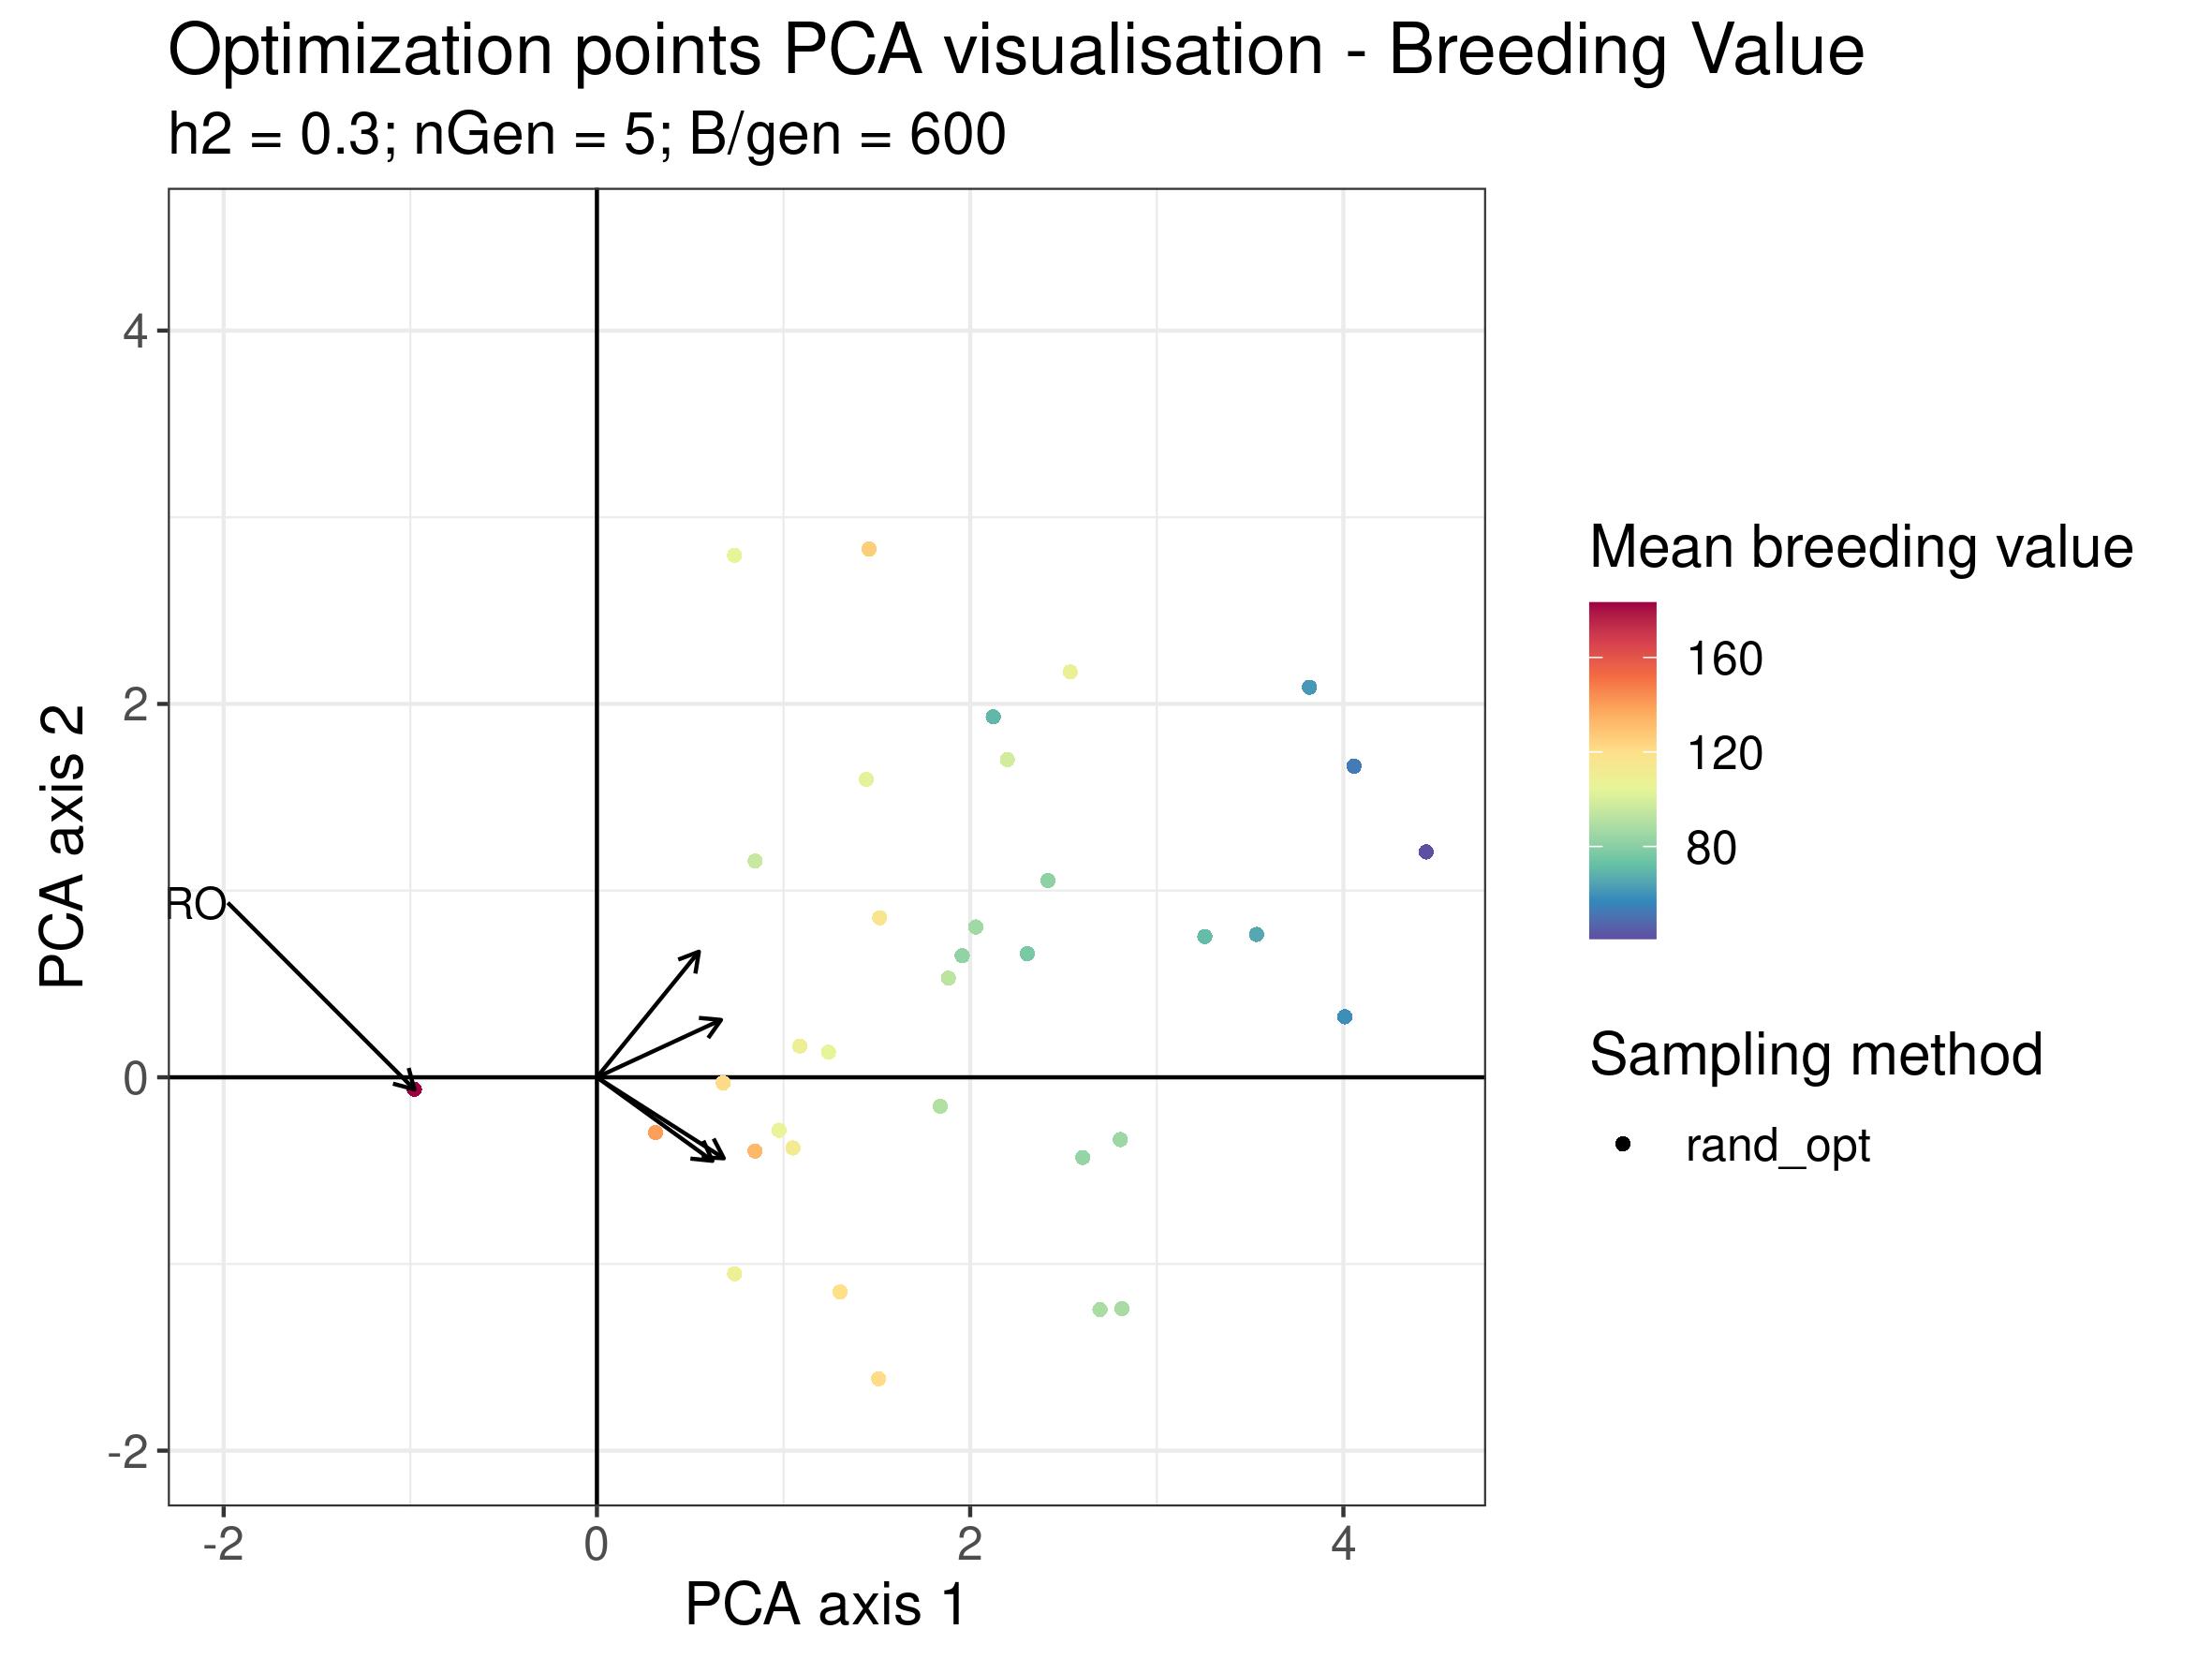 Optimization points PCA visualisation - Breeding Value
h2 = 0.3; nGen = 5; B/gen = 600
4
2
0
-2
PCA axis 2
RO
-2
0
2
4
PCA axis 1
Mean breeding value
160
120
80
Sampling method
rand_opt